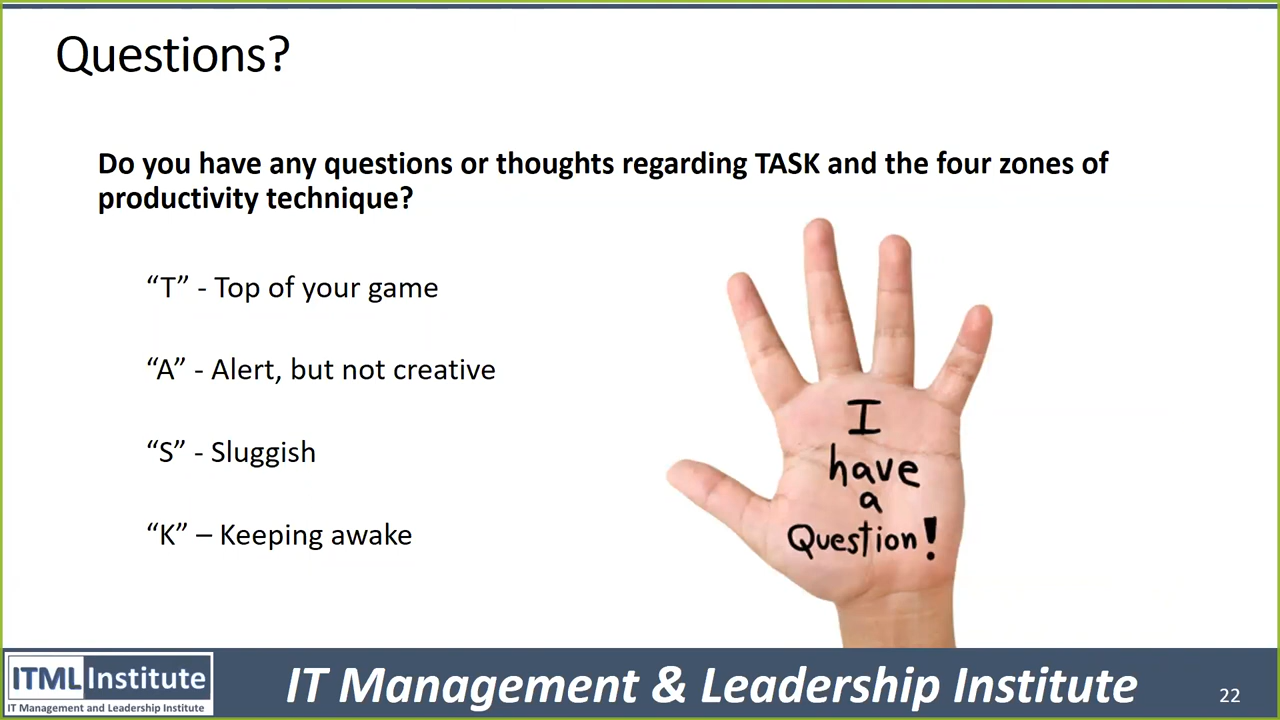 Questions?
Do you have any questions or thoughts regarding TASK and the four zones of
productivity technique?
“T” - Top of your game
“A” - Alert, but not creative
“S” - Sluggish
“K” – Keeping awake
I
have
a
Question!
ITML Institute
IT Management and Leadership Institute
IT Management & Leadership Institute
22